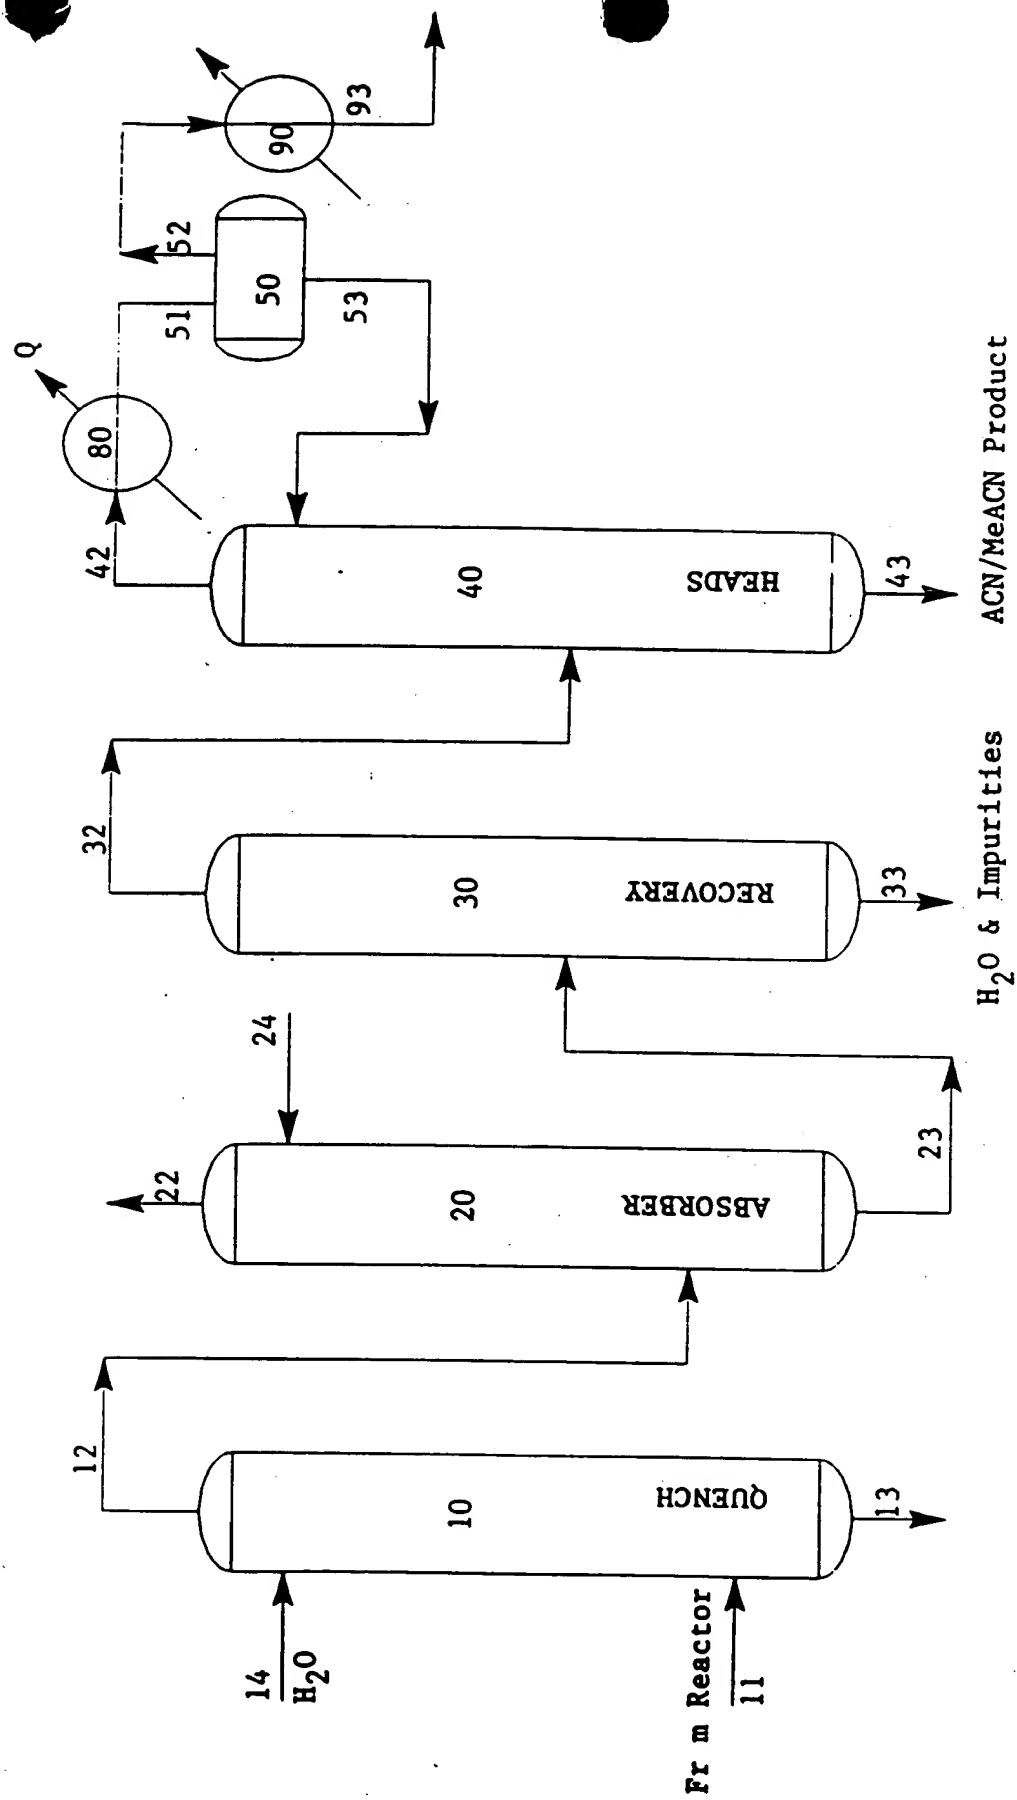 14
H₂O
Fr m Reactor
11
10
QUENCH
13
12
22
20
ABSORBER
24
23
32
30
RECOVERY
33
H₂O & Impurities
42
40
HEADS
43
ACN/MeACN Product
80
Q
51
52
50
53
90
93